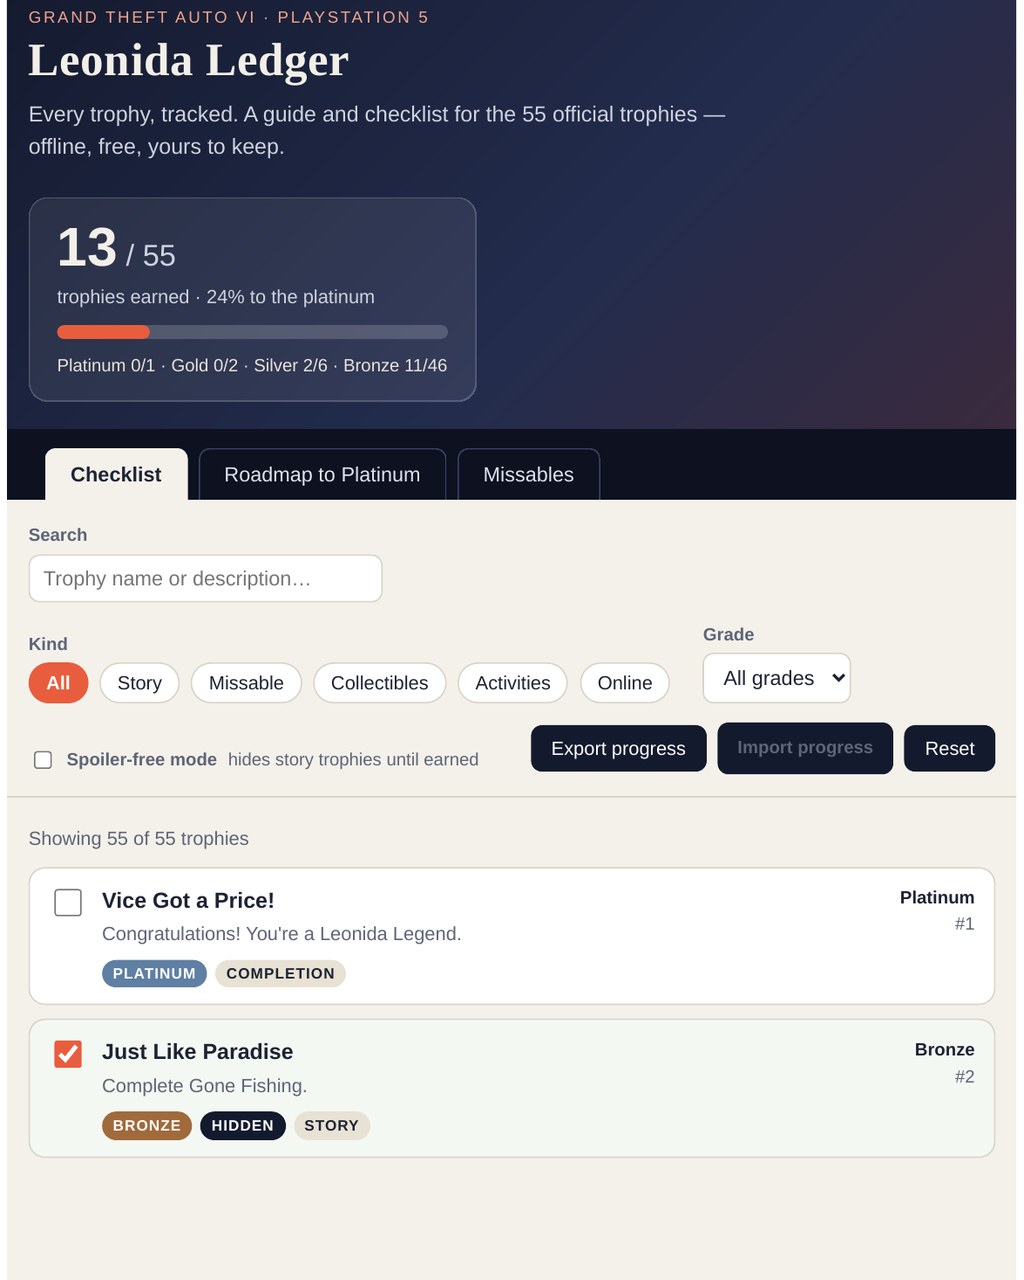 GRAND THEFT AUTO VI · PLAYSTATION 5
Leonida Ledger
Every trophy, tracked. A guide and checklist for the 55 official trophies —
offline, free, yours to keep.
13 / 55
trophies earned · 24% to the platinum
Platinum 0/1 · Gold 0/2 · Silver 2/6 · Bronze 11/46
Checklist
Roadmap to Platinum
Missables
Search
Trophy name or description…
Kind
All
Story
Missable
Collectibles
Activities
Online
Grade
All grades
Spoiler-free mode hides story trophies until earned
Export progress
Import progress
Reset
Showing 55 of 55 trophies
Vice Got a Price!
Congratulations! You're a Leonida Legend.
PLATINUM
COMPLETION
Platinum
#1
Just Like Paradise
Complete Gone Fishing.
BRONZE
HIDDEN
STORY
Bronze
#2